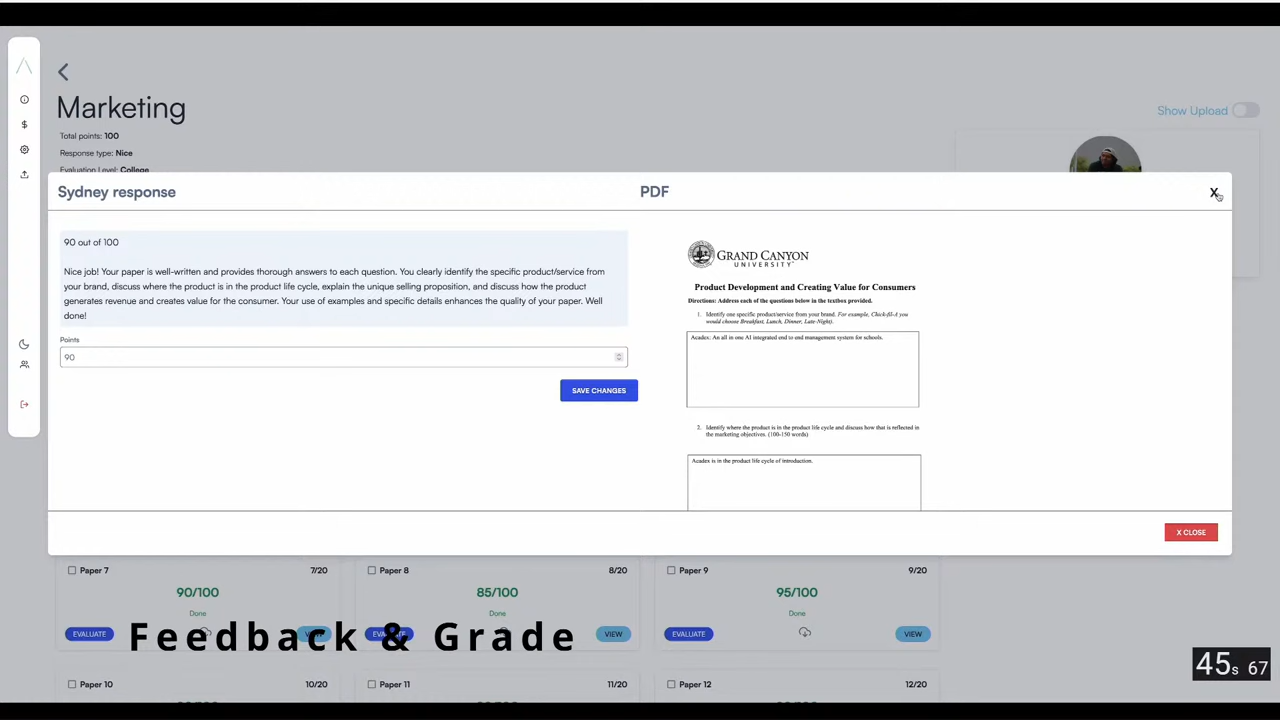 Marketing
Total points: 100
Response type: Nice
Evaluation Level: College
Show Upload
Sydney response
PDF
X
90 out of 100
Nice job! Your paper is well-written and provides thorough answers to each question. You clearly identify the specific product/service from
your brand, discuss where the product is in the product life cycle, explain the unique selling proposition, and discuss how the product
generates revenue and creates value for the consumer. Your use of examples and specific details enhances the quality of your paper. Well
done!
Points
90
SAVE CHANGES
GRAND CANYON
UNIVERSITY
Product Development and Creating Value for Consumers
Directions: Address each of the questions below in the textbox provided.
1. Identify one specific product/service from your brand. For example, Chick-fil-A you
would choose Breakfast, Lunch, Dinner, Late-Night).
Acadex: An all in one AI integrated end to end management system for schools.
2. Identify where the product is in the product life cycle and discuss how that is reflected in
the marketing objectives. (100-150 words)
Acadex is in the product life cycle of introduction.
X CLOSE
Paper 7 7/20
90/100
Done
EVALUATE
Paper 8 8/20
85/100
Done
VIEW
Paper 9 9/20
95/100
Done
EVALUATE VIEW
Feedback & Grade
45s 67
Paper 10 10/20
Paper 11 11/20
Paper 12 12/20